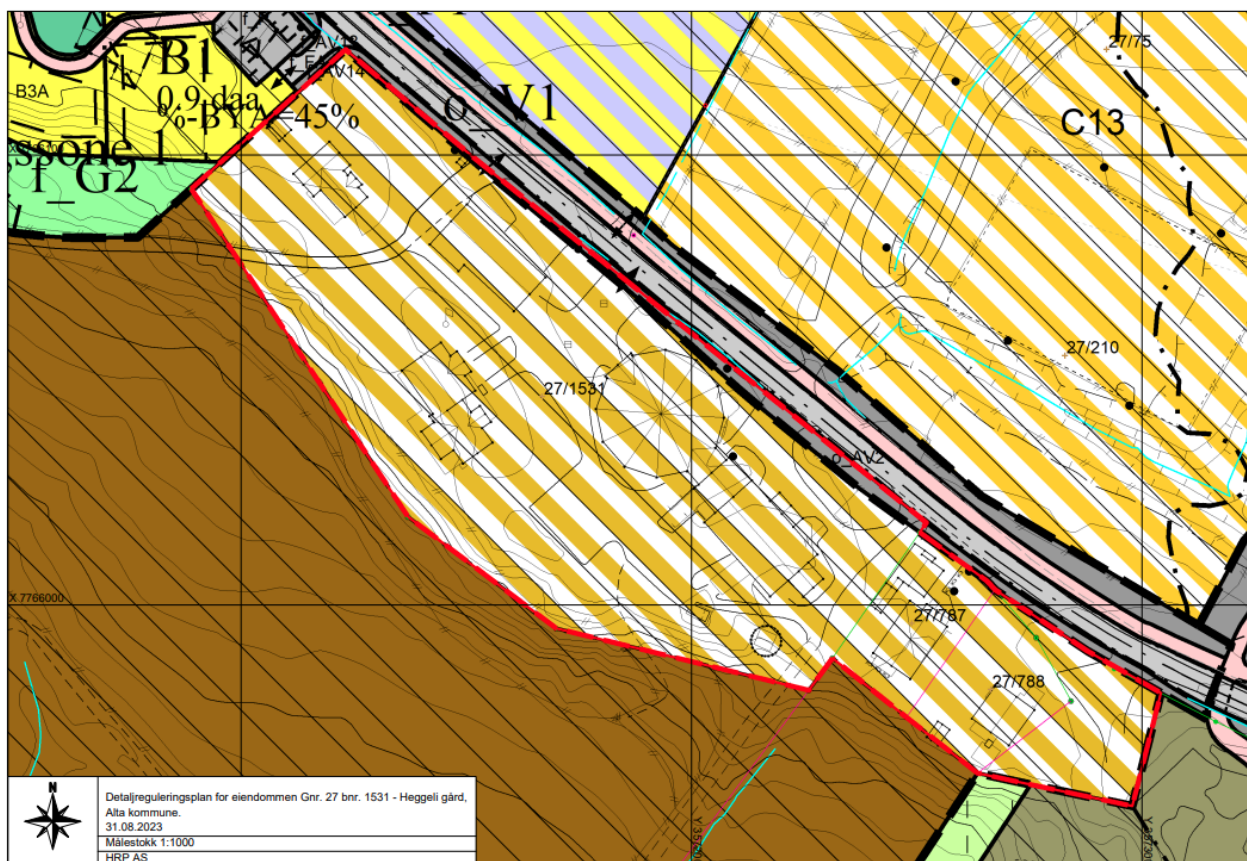 27/75
C13
B1
B3A
0.9 daa
%-BYA=45%
o_V1
f_G2
27/210
27/1531
o_AV2
X 7766000
27/787
27/788
N
Detaljreguleringsplan for eiendommen Gnr. 27 bnr. 1531 - Heggeli gård,
Alta kommune.
31.08.2023
Målestokk 1:1000
HRP AS